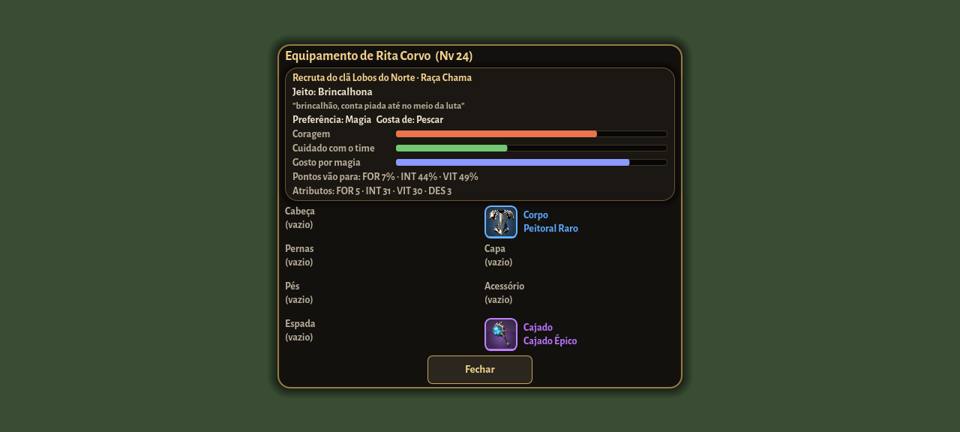 Equipamento de Rita Corvo (Nv 24)
Recruta do clã Lobos do Norte · Raça Chama
Jeito: Brincalhona
"brincalhão, conta piada até no meio da luta"
Preferência: Magia Gosta de: Pescar
Coragem
Cuidado com o time
Gosto por magia
Pontos vão para: FOR 7% · INT 44% · VIT 49%
Atributos: FOR 5 · INT 31 · VIT 30 · DES 3
Cabeça
(vazio)
Corpo
Peitoral Raro
Pernas
(vazio)
Capa
(vazio)
Pés
(vazio)
Acessório
(vazio)
Espada
(vazio)
Cajado
Cajado Épico
Fechar